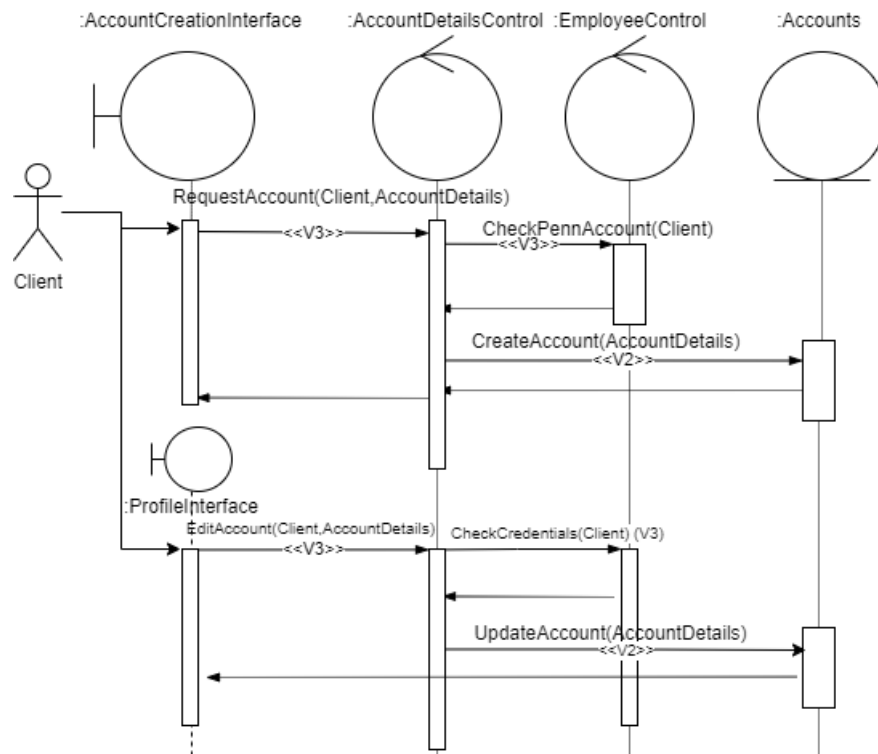 :AccountCreationInterface :AccountDetailsControl :EmployeeControl :Accounts
RequestAccount(Client,AccountDetails)
<<V3>>
CheckPennAccount(Client)
<<V3>>
Client
CreateAccount(AccountDetails)
<<V2>>
:ProfileInterface
EditAccount(Client,AccountDetails)
<<V3>>
CheckCredentials(Client) (V3)
UpdateAccount(AccountDetails)
<<V2>>